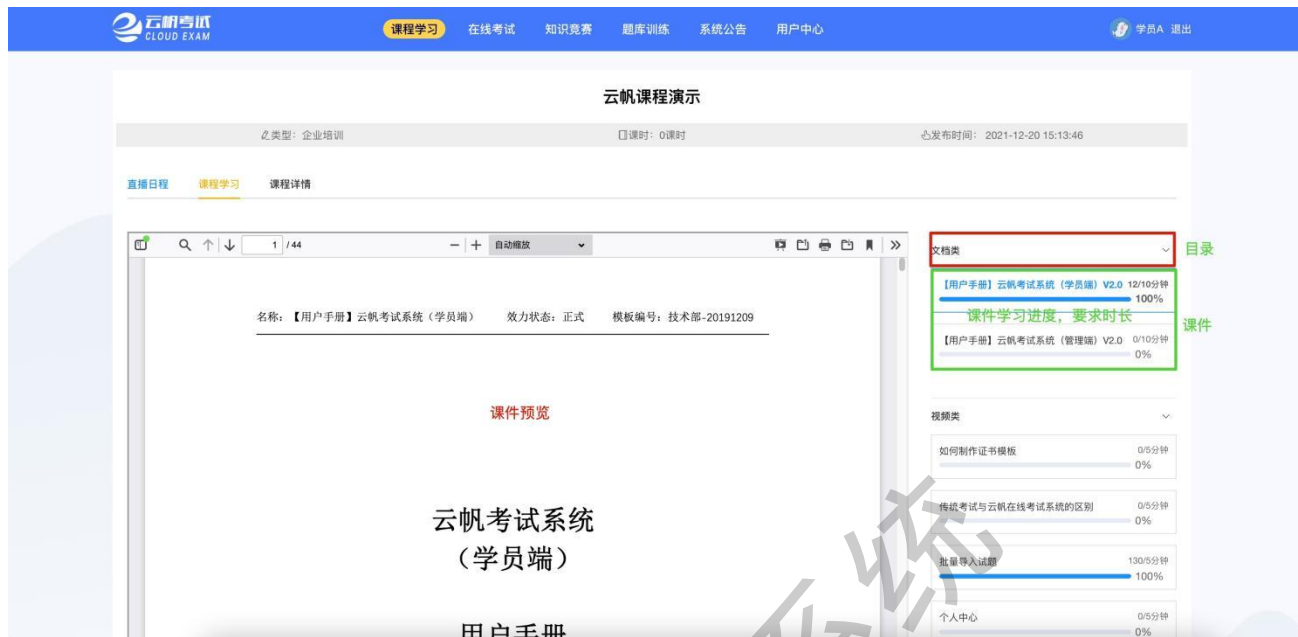 云帆考试
CLOUD EXAM
课程学习 在线考试 知识竞赛 题库训练 系统公告 用户中心
学员A 退出
云帆课程演示
类型：企业培训 课时：0课时 发布时间： 2021-12-20 15:13:46
直播日程 课程学习 课程详情
1 / 44 自动缩放
名称：【用户手册】云帆考试系统（学员端） 效力状态：正式 模板编号：技术部-20191209
课件预览
云帆考试系统
（学员端）
用户手册
文档类
目录
【用户手册】云帆考试系统（学员端）V2.0 12/10分钟
100%
课件学习进度，要求时长
课件
【用户手册】云帆考试系统（管理端）V2.0 0/10分钟
0%
视频类
如何制作证书模板 0/5分钟
0%
传统考试与云帆在线考试系统的区别 0/5分钟
0%
批量导入试题 130/5分钟
100%
个人中心 0/5分钟
0%
系统